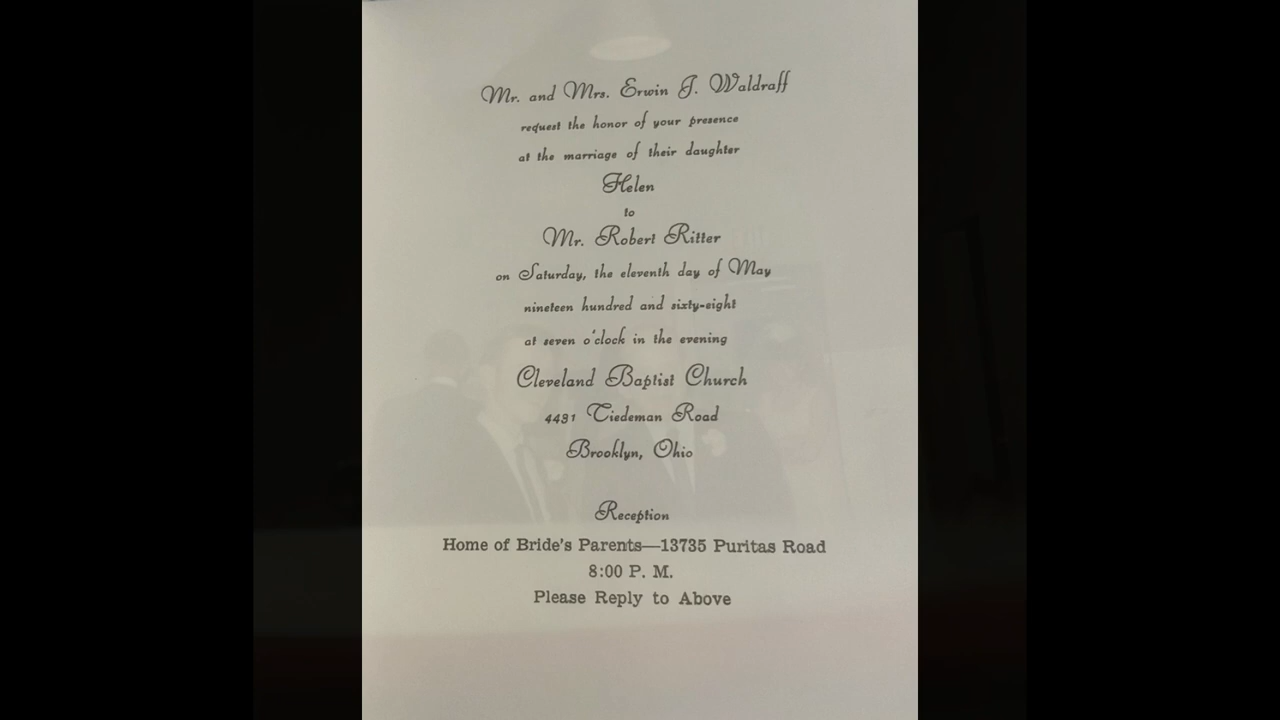 Mr. and Mrs. Erwin J. Waldraff
request the honor of your presence
at the marriage of their daughter
Helen
to
Mr. Robert Ritter
on Saturday, the eleventh day of May
nineteen hundred and sixty-eight
at seven o'clock in the evening
Cleveland Baptist Church
4431 Tiedeman Road
Brooklyn, Ohio
Reception
Home of Bride's Parents—13735 Puritas Road
8:00 P. M.
Please Reply to Above